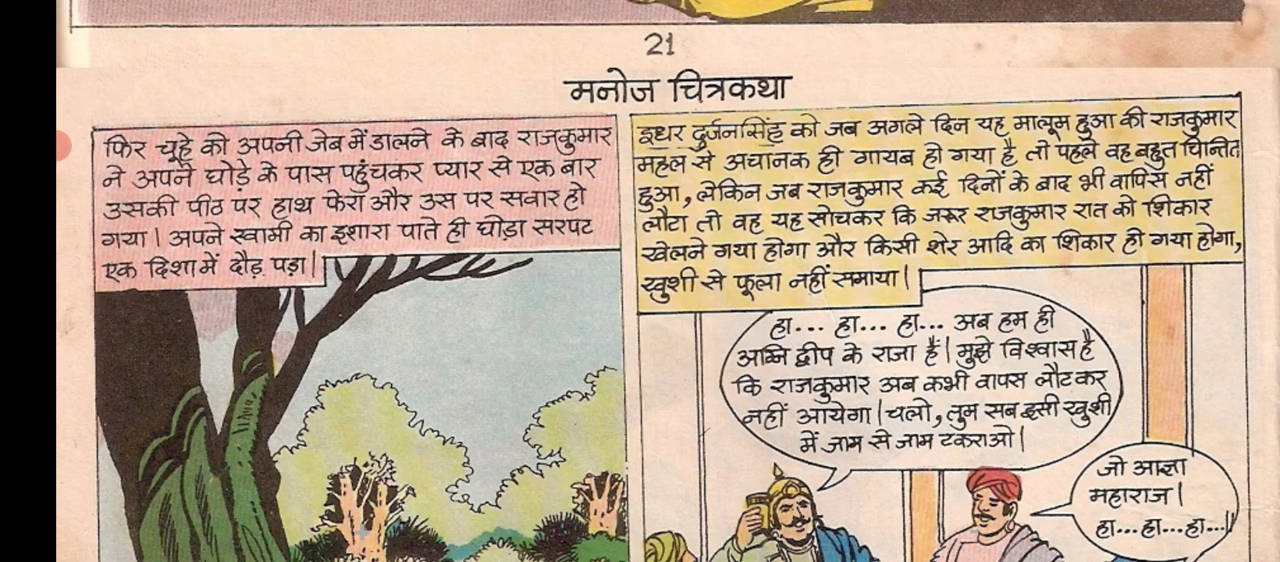 21
मनोज चित्रकथा
फिर चूहे को अपनी जेब में डालने के बाद राजकुमार
ने अपने घोड़े के पास पहुंचकर प्यार से एक बार
उसकी पीठ पर हाथ फेरा और उस पर सवार हो
गया। अपने स्वामी का इशारा पाते ही घोड़ा सरपट
एक दिशा में दौड़ पड़ा।
इधर दुर्जनसिंह को जब अगले दिन यह मालूम हुआ की राजकुमार
महल से अचानक ही गायब हो गया है तो पहले वह बहुत चिन्तित
हुआ, लेकिन जब राजकुमार कई दिनों के बाद भी वापिस नहीं
लौटा तो वह यह सोचकर कि जरूर राजकुमार रात को शिकार
खेलने गया होगा और किसी शेर आदि का शिकार हो गया होगा,
खुशी से फूला नहीं समाया।
हा... हा... हा... अब हम ही
अग्नि द्वीप के राजा हैं। मुझे विश्वास है
कि राजकुमार अब कभी वापस लौट कर
नहीं आयेगा। चलो, तुम सब इसी खुशी
में जाम से जाम टकराओ।
जो आज्ञा
महाराज।
हा...हा...हा...।